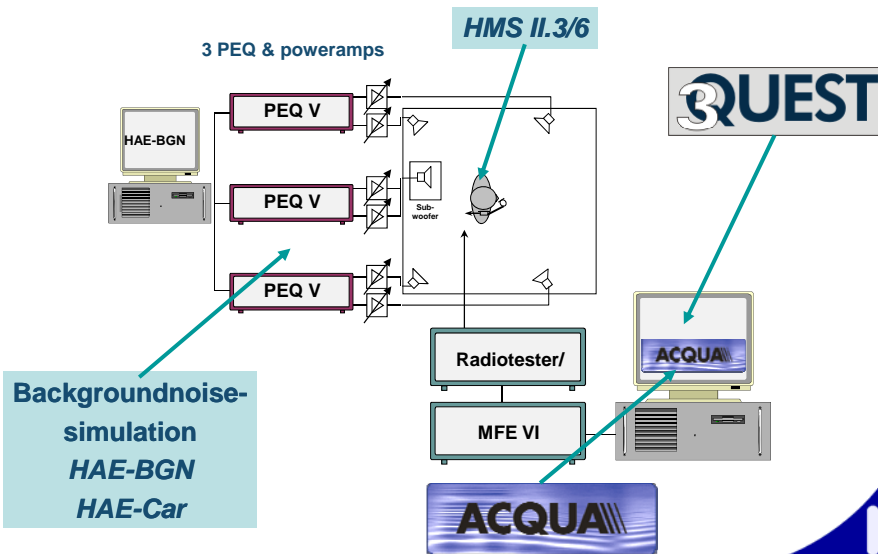 HMS II.3/6
3 PEQ & poweramps
3QUEST
HAE-BGN
PEQ V
PEQ V
PEQ V
Sub-
woofer
Radiotester/
MFE VI
ACQUA
Backgroundnoise-
simulation
HAE-BGN
HAE-Car
ACQUA